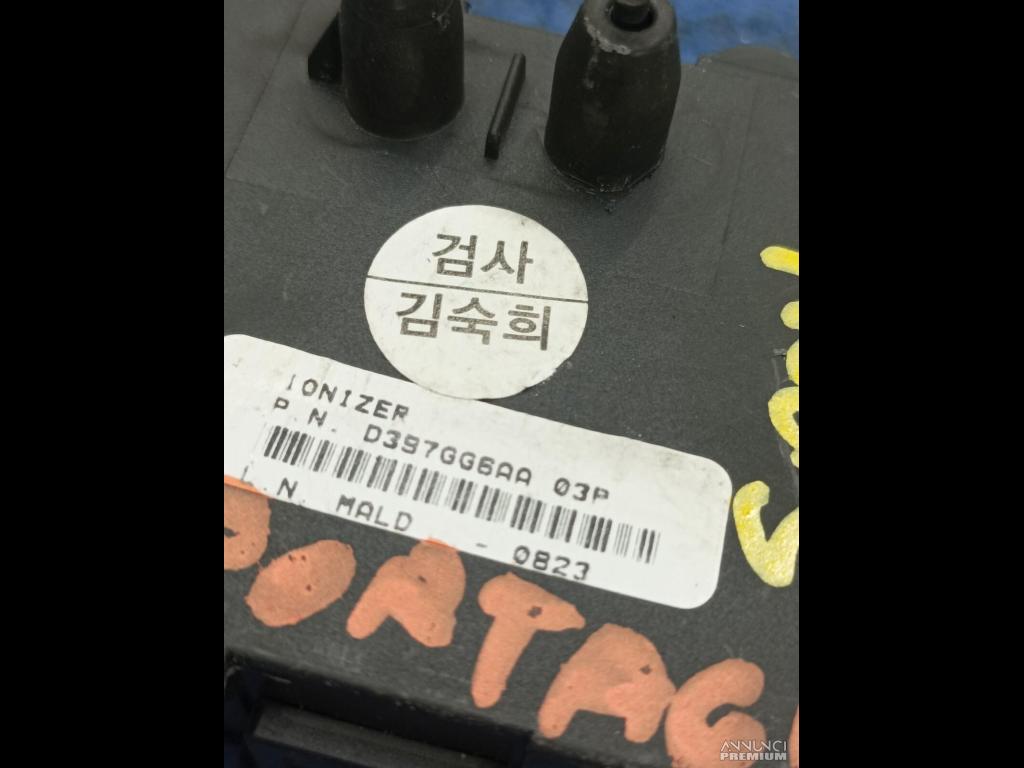 검사
김숙희
IONIZER
P.N. D397GG6AA 03P
L.N. MALD - 0823
ANNUNCI
PREMIUM